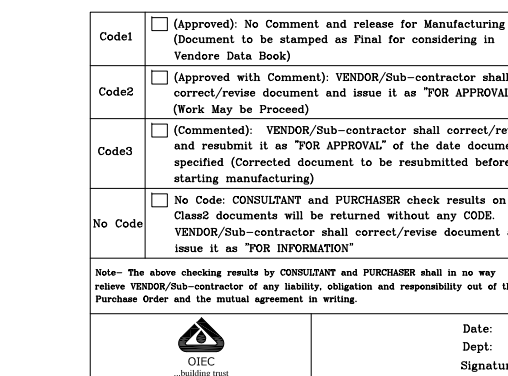 Code1
(Approved): No Comment and release for Manufacturing
(Document to be stamped as Final for considering in
Vendore Data Book)
Code2
(Approved with Comment): VENDOR/Sub-contractor shall
correct/revise document and issue it as "FOR APPROVAL
(Work May be Proceed)
Code3
(Commented): VENDOR/Sub-contractor shall correct/re
and resubmit it as "FOR APPROVAL" of the date docume
specified (Corrected document to be resubmitted before
starting manufacturing)
No Code
No Code: CONSULTANT and PURCHASER check results on
Class2 documents will be returned without any CODE.
VENDOR/Sub-contractor shall correct/revise document
issue it as "FOR INFORMATION"
Note- The above checking results by CONSULTANT and PURCHASER shall in no way
relieve VENDOR/Sub-contractor of any liability, obligation and responsibility out of th
Purchase Order and the mutual agreement in writing.
OIEC
...building trust
Date:
Dept:
Signatur